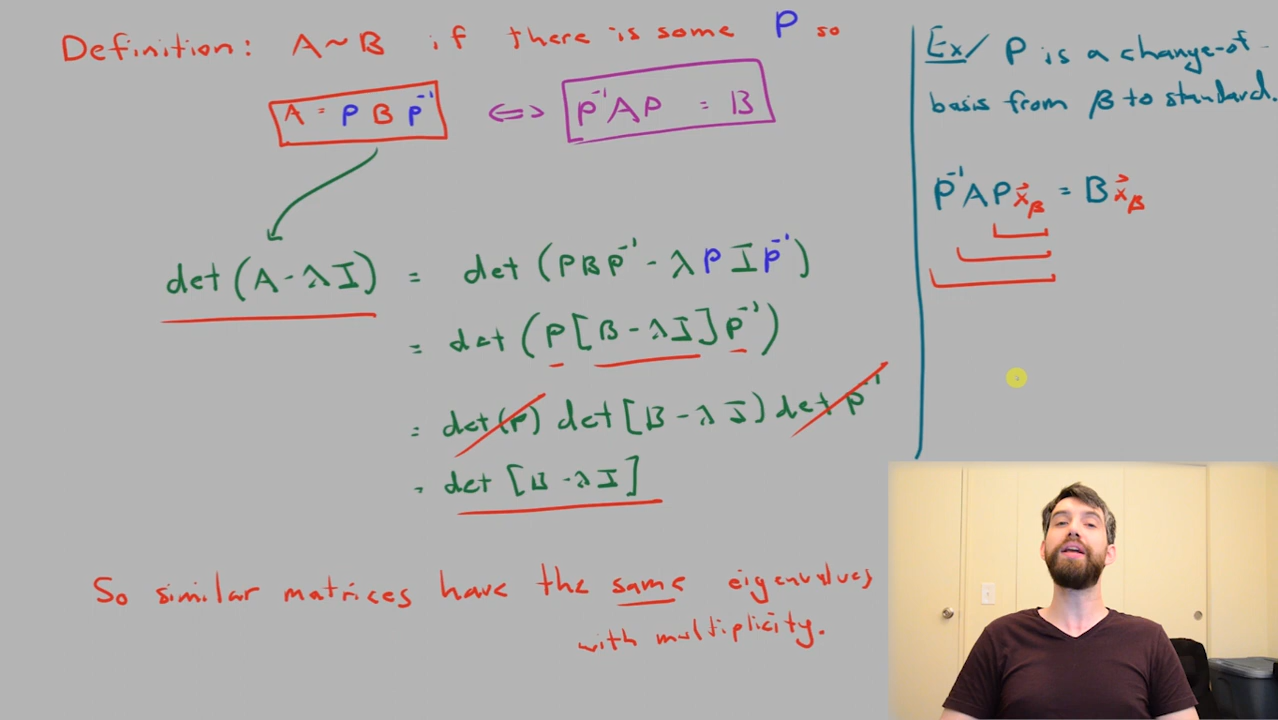 Definition: A ~ B if there is some P so
A = P B P⁻¹ <=> P⁻¹AP = B
det (A - λI) = det (PBP⁻¹ - λ P I P⁻¹)
= det (P [B - λI] P⁻¹)
= det(P) det [B - λI) det P⁻¹
= det [B - λI]
So similar matrices have the same eigenvalues
with multiplicity.
Ex/ P is a change-of-
basis from β to standard.
P⁻¹AP x⃗_β = B x⃗_β